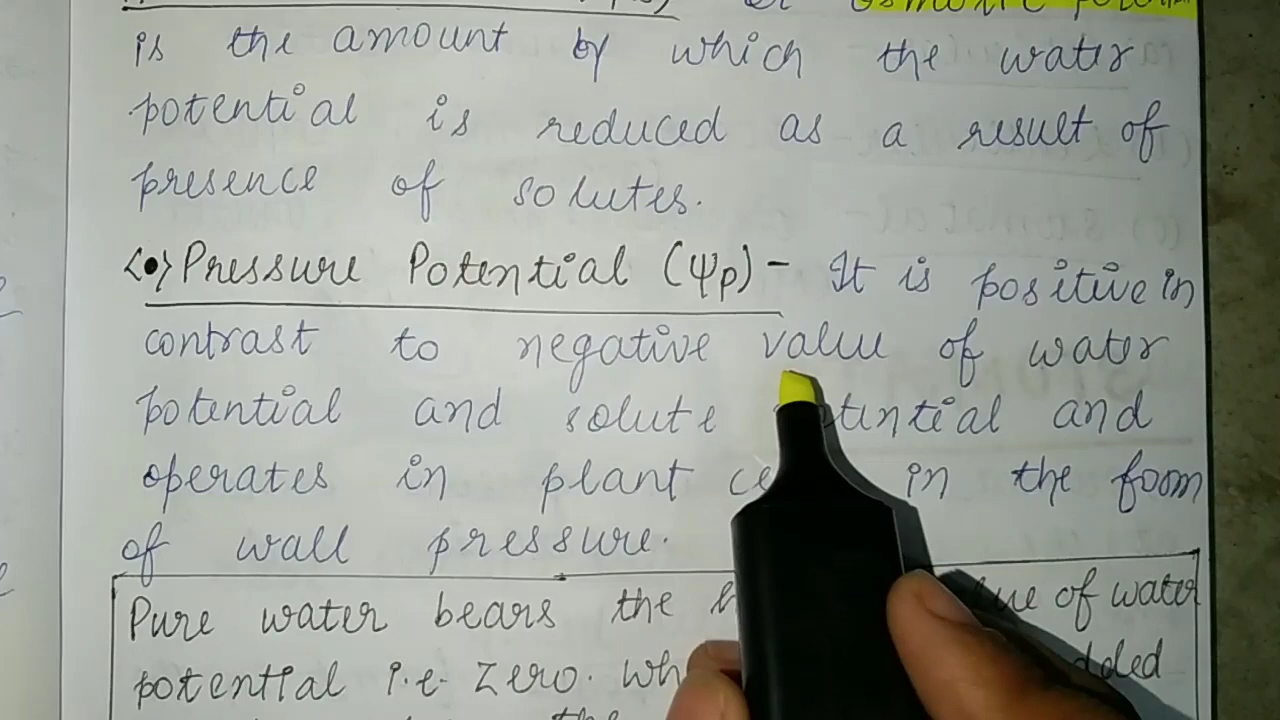 is the amount by which the water
potential is reduced as a result of
presence of solutes.
<•> Pressure Potential (Ψp) - It is positive in
contrast to negative value of water
potential and solute and
operates in plant in the form
of wall pressure.
Pure water bears the of water
potential i.e. Zero.